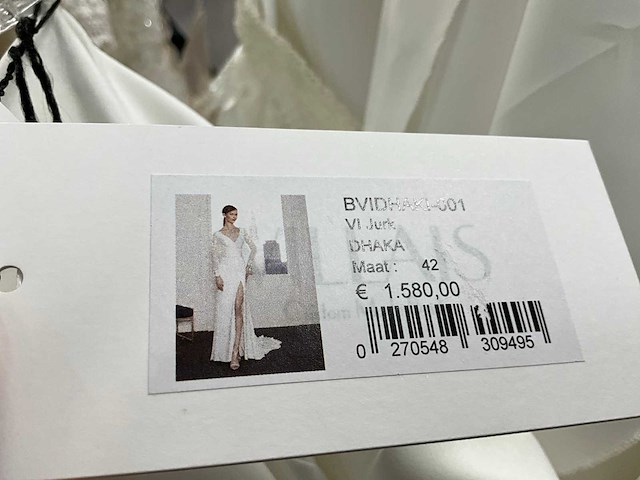 BVIDHAKI-001
VI Jurk
DHAKA
Maat : 42
€ 1.580,00
0 270548 309495